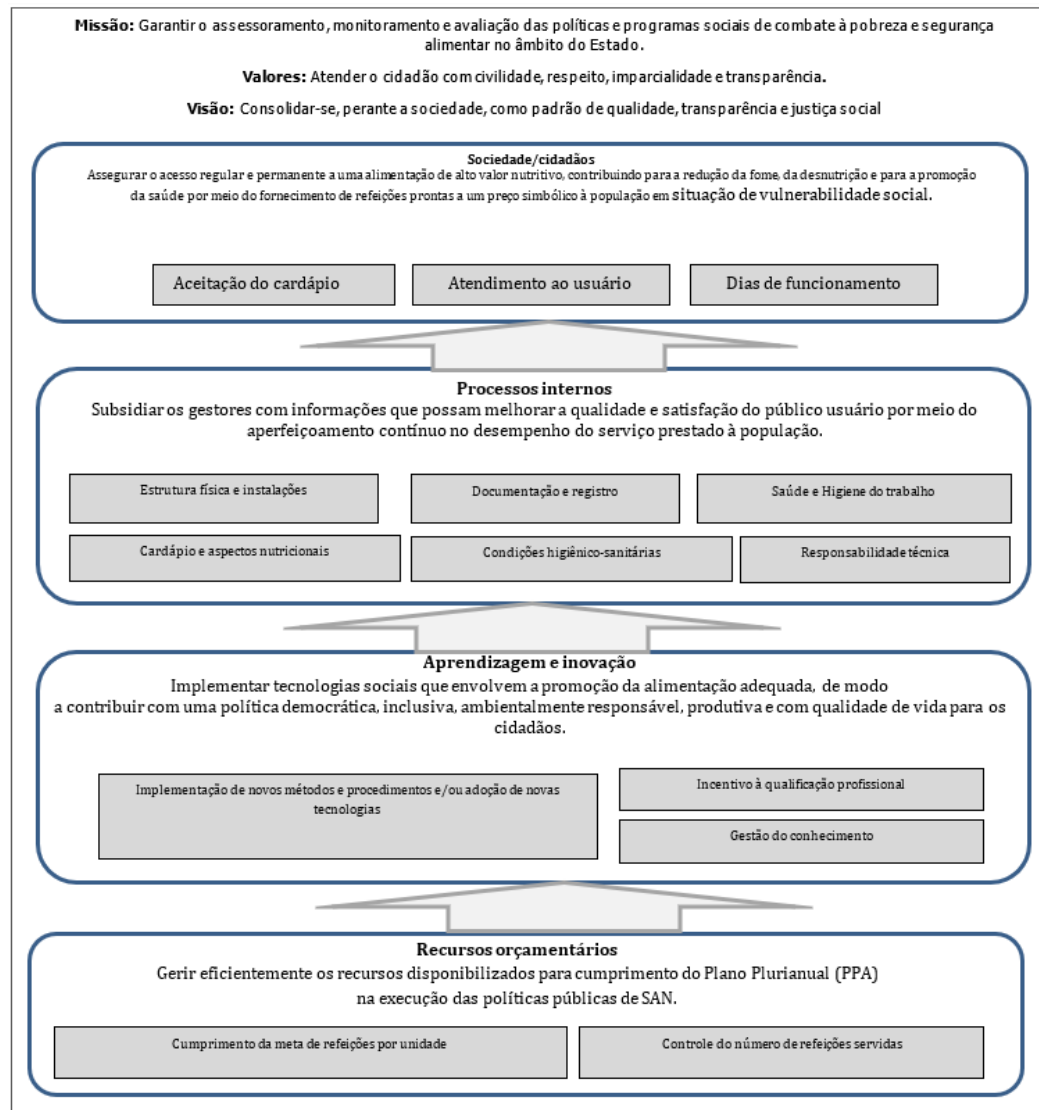 Missão: Garantir o assessoramento, monitoramento e avaliação das políticas e programas sociais de combate à pobreza e segurança
alimentar no âmbito do Estado.
Valores: Atender o cidadão com civilidade, respeito, imparcialidade e transparência.
Visão: Consolidar-se, perante a sociedade, como padrão de qualidade, transparência e justiça social
Sociedade/cidadãos
Assegurar o acesso regular e permanente a uma alimentação de alto valor nutritivo, contribuindo para a redução da fome, da desnutrição e para a promoção
da saúde por meio do fornecimento de refeições prontas a um preço simbólico à população em situação de vulnerabilidade social.
Aceitação do cardápio
Atendimento ao usuário
Dias de funcionamento
Processos internos
Subsidiar os gestores com informações que possam melhorar a qualidade e satisfação do público usuário por meio do
aperfeiçoamento contínuo no desempenho do serviço prestado à população.
Estrutura física e instalações
Documentação e registro
Saúde e Higiene do trabalho
Cardápio e aspectos nutricionais
Condições higiênico-sanitárias
Responsabilidade técnica
Aprendizagem e inovação
Implementar tecnologias sociais que envolvem a promoção da alimentação adequada, de modo
a contribuir com uma política democrática, inclusiva, ambientalmente responsável, produtiva e com qualidade de vida para os
cidadãos.
Implementação de novos métodos e procedimentos e/ou adoção de novas
tecnologias
Incentivo à qualificação profissional
Gestão do conhecimento
Recursos orçamentários
Gerir eficientemente os recursos disponibilizados para cumprimento do Plano Plurianual (PPA)
na execução das políticas públicas de SAN.
Cumprimento da meta de refeições por unidade
Controle do número de refeições servidas